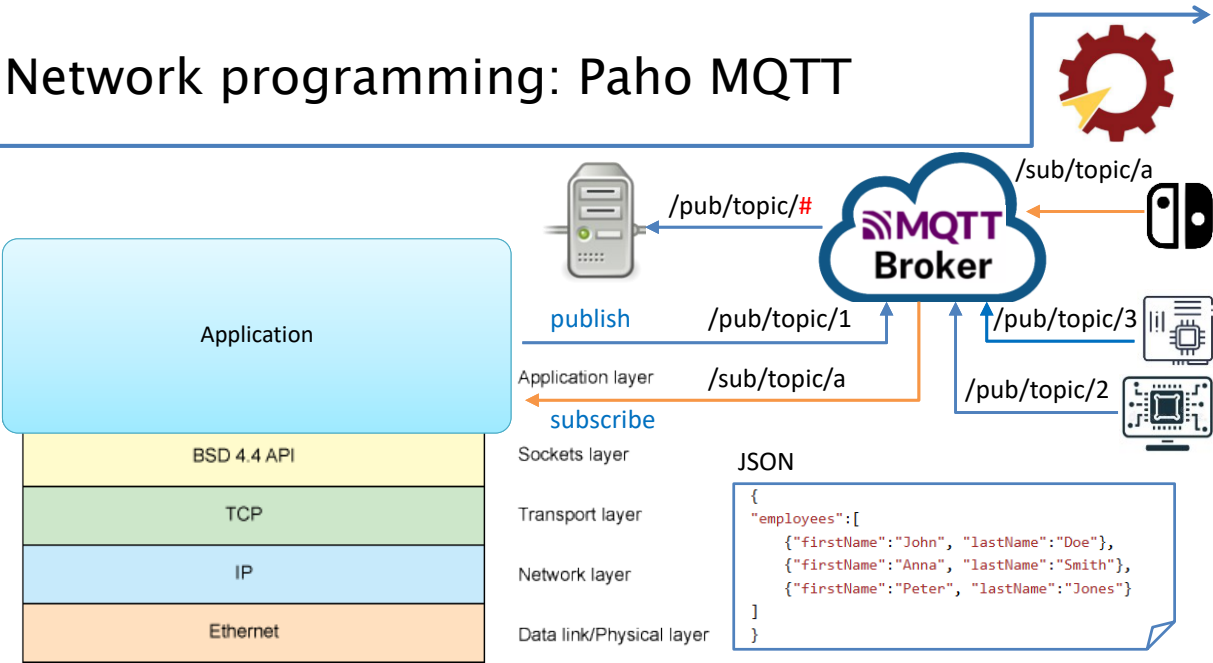 Network programming: Paho MQTT
/sub/topic/a
/pub/topic/#
MQTT
Broker
Application
publish
/pub/topic/1
/pub/topic/3
Application layer
/sub/topic/a
/pub/topic/2
subscribe
BSD 4.4 API
Sockets layer
TCP
Transport layer
IP
Network layer
Ethernet
Data link/Physical layer
JSON
{
"employees":[
    {"firstName":"John", "lastName":"Doe"},
    {"firstName":"Anna", "lastName":"Smith"},
    {"firstName":"Peter", "lastName":"Jones"}
]
}